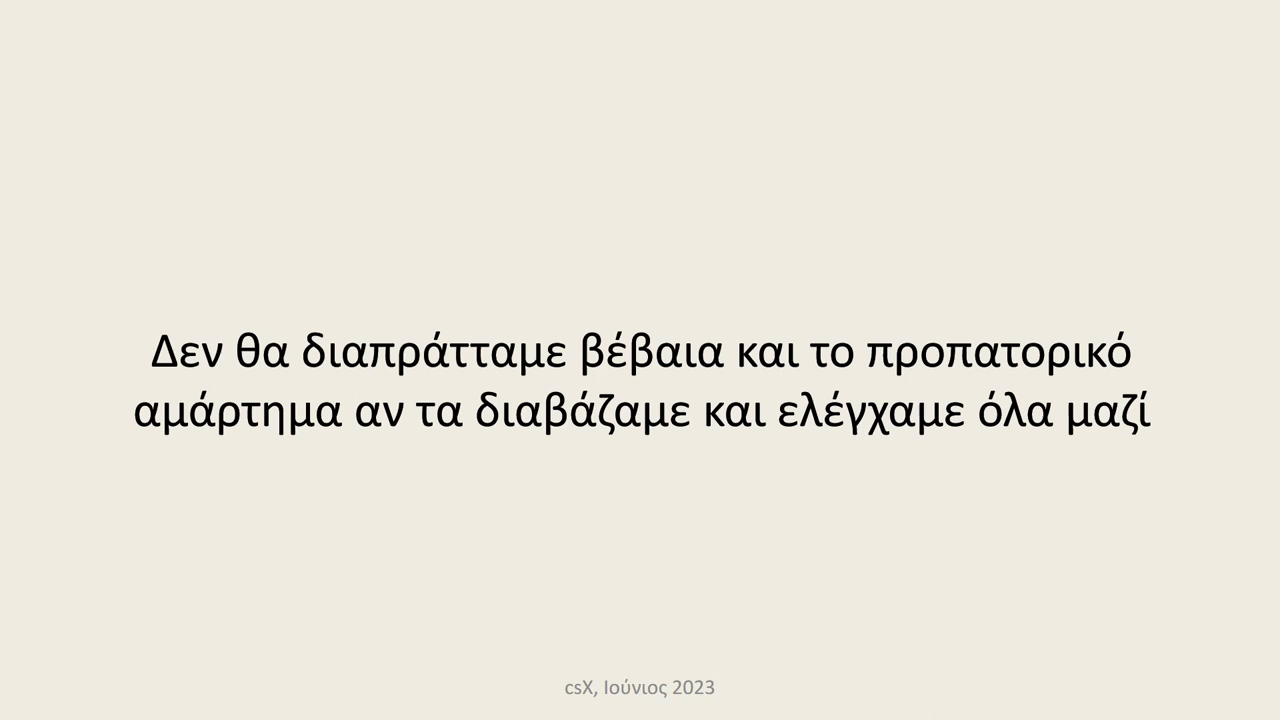 Δεν θα διαπράτταμε βέβαια και το προπατορικό
αμάρτημα αν τα διαβάζαμε και ελέγχαμε όλα μαζί
csX, Ιούνιος 2023